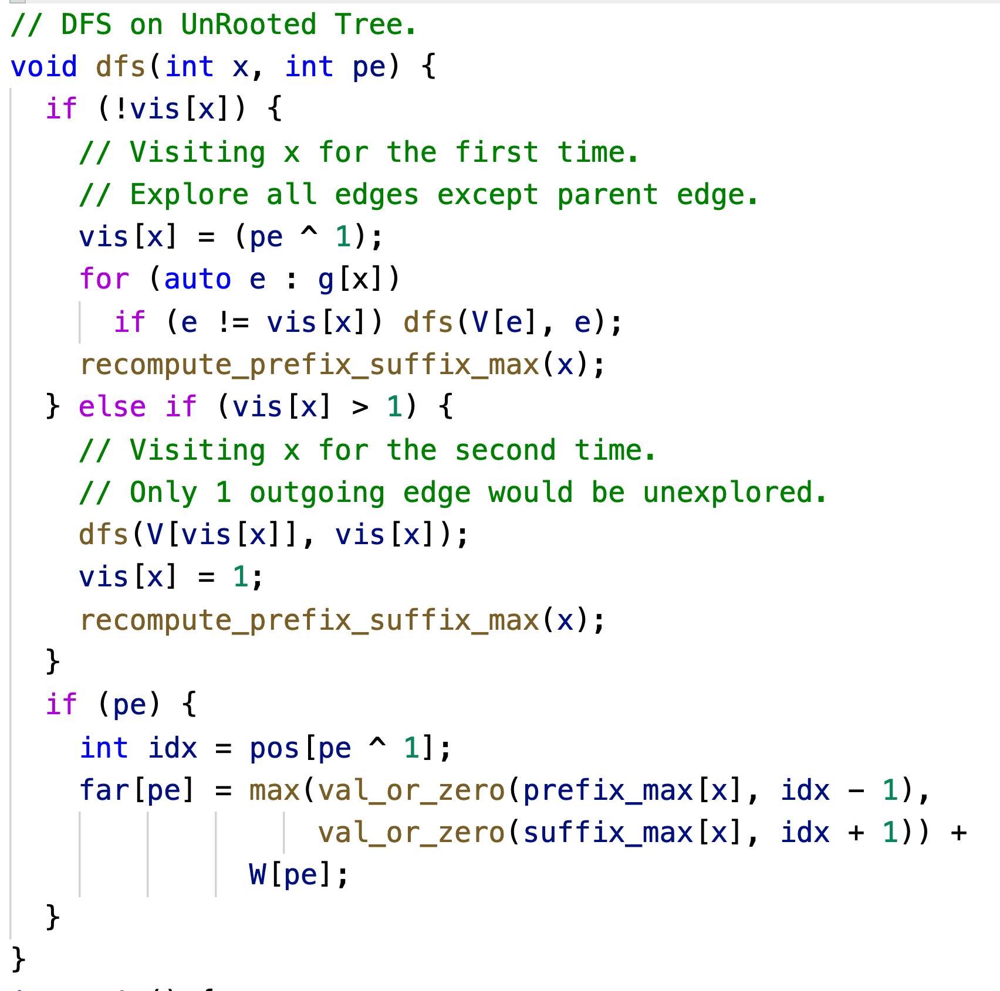 // DFS on UnRooted Tree.
void dfs(int x, int pe) {
  if (!vis[x]) {
    // Visiting x for the first time.
    // Explore all edges except parent edge.
    vis[x] = (pe ^ 1);
    for (auto e : g[x])
      if (e != vis[x]) dfs(V[e], e);
    recompute_prefix_suffix_max(x);
  } else if (vis[x] > 1) {
    // Visiting x for the second time.
    // Only 1 outgoing edge would be unexplored.
    dfs(V[vis[x]], vis[x]);
    vis[x] = 1;
    recompute_prefix_suffix_max(x);
  }
  if (pe) {
    int idx = pos[pe ^ 1];
    far[pe] = max(val_or_zero(prefix_max[x], idx - 1),
                  val_or_zero(suffix_max[x], idx + 1)) +
              W[pe];
  }
}